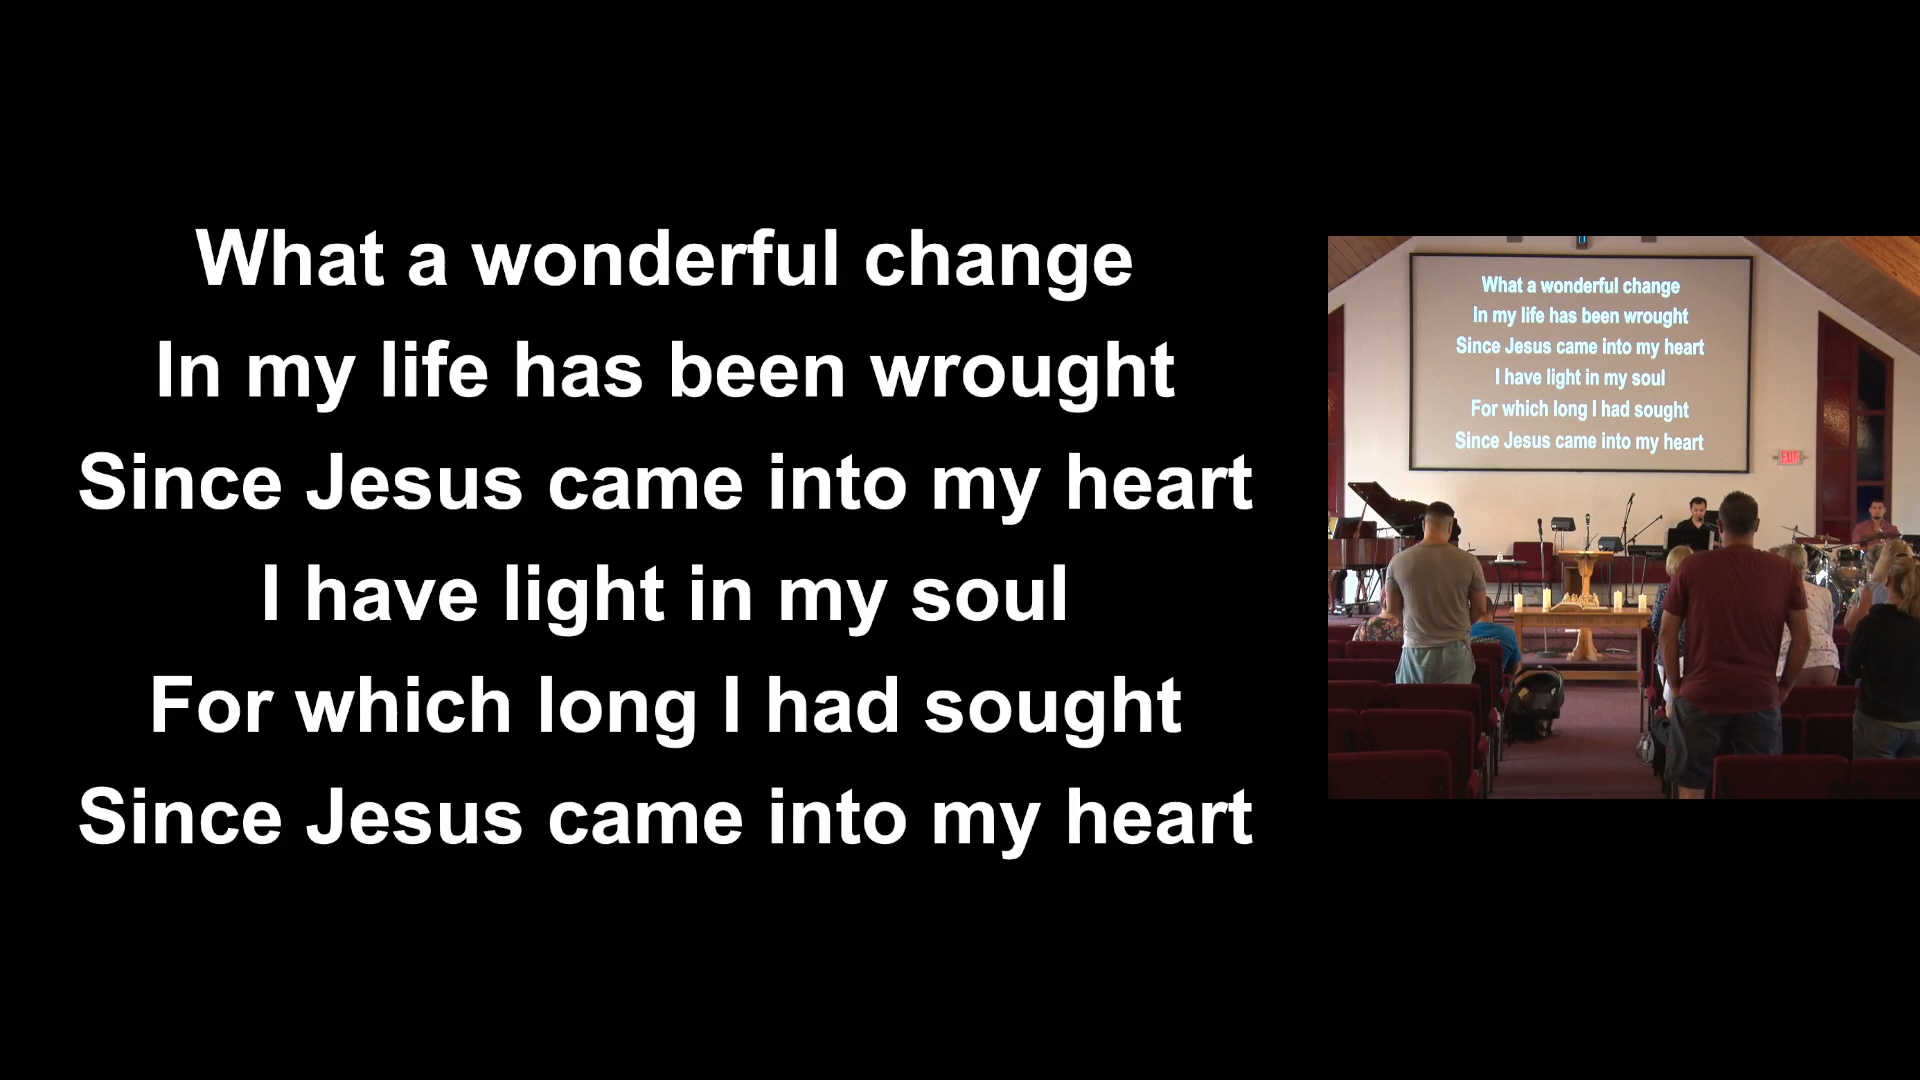 What a wonderful change
In my life has been wrought
Since Jesus came into my heart
I have light in my soul
For which long I had sought
Since Jesus came into my heart
What a wonderful change
In my life has been wrought
Since Jesus came into my heart
I have light in my soul
For which long I had sought
Since Jesus came into my heart
EXIT